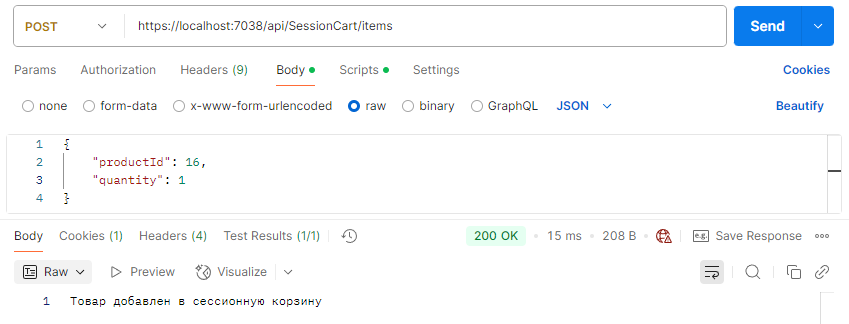 POST https://localhost:7038/api/SessionCart/items Send
Params Authorization Headers (9) Body Scripts Settings Cookies
none form-data x-www-form-urlencoded raw binary GraphQL JSON Beautify
1 {
2 "productId": 16,
3 "quantity": 1
4 }
Body Cookies (1) Headers (4) Test Results (1/1) 200 OK 15 ms 208 B e.g. Save Response
Raw Preview Visualize
1 Товар добавлен в сессионную корзину